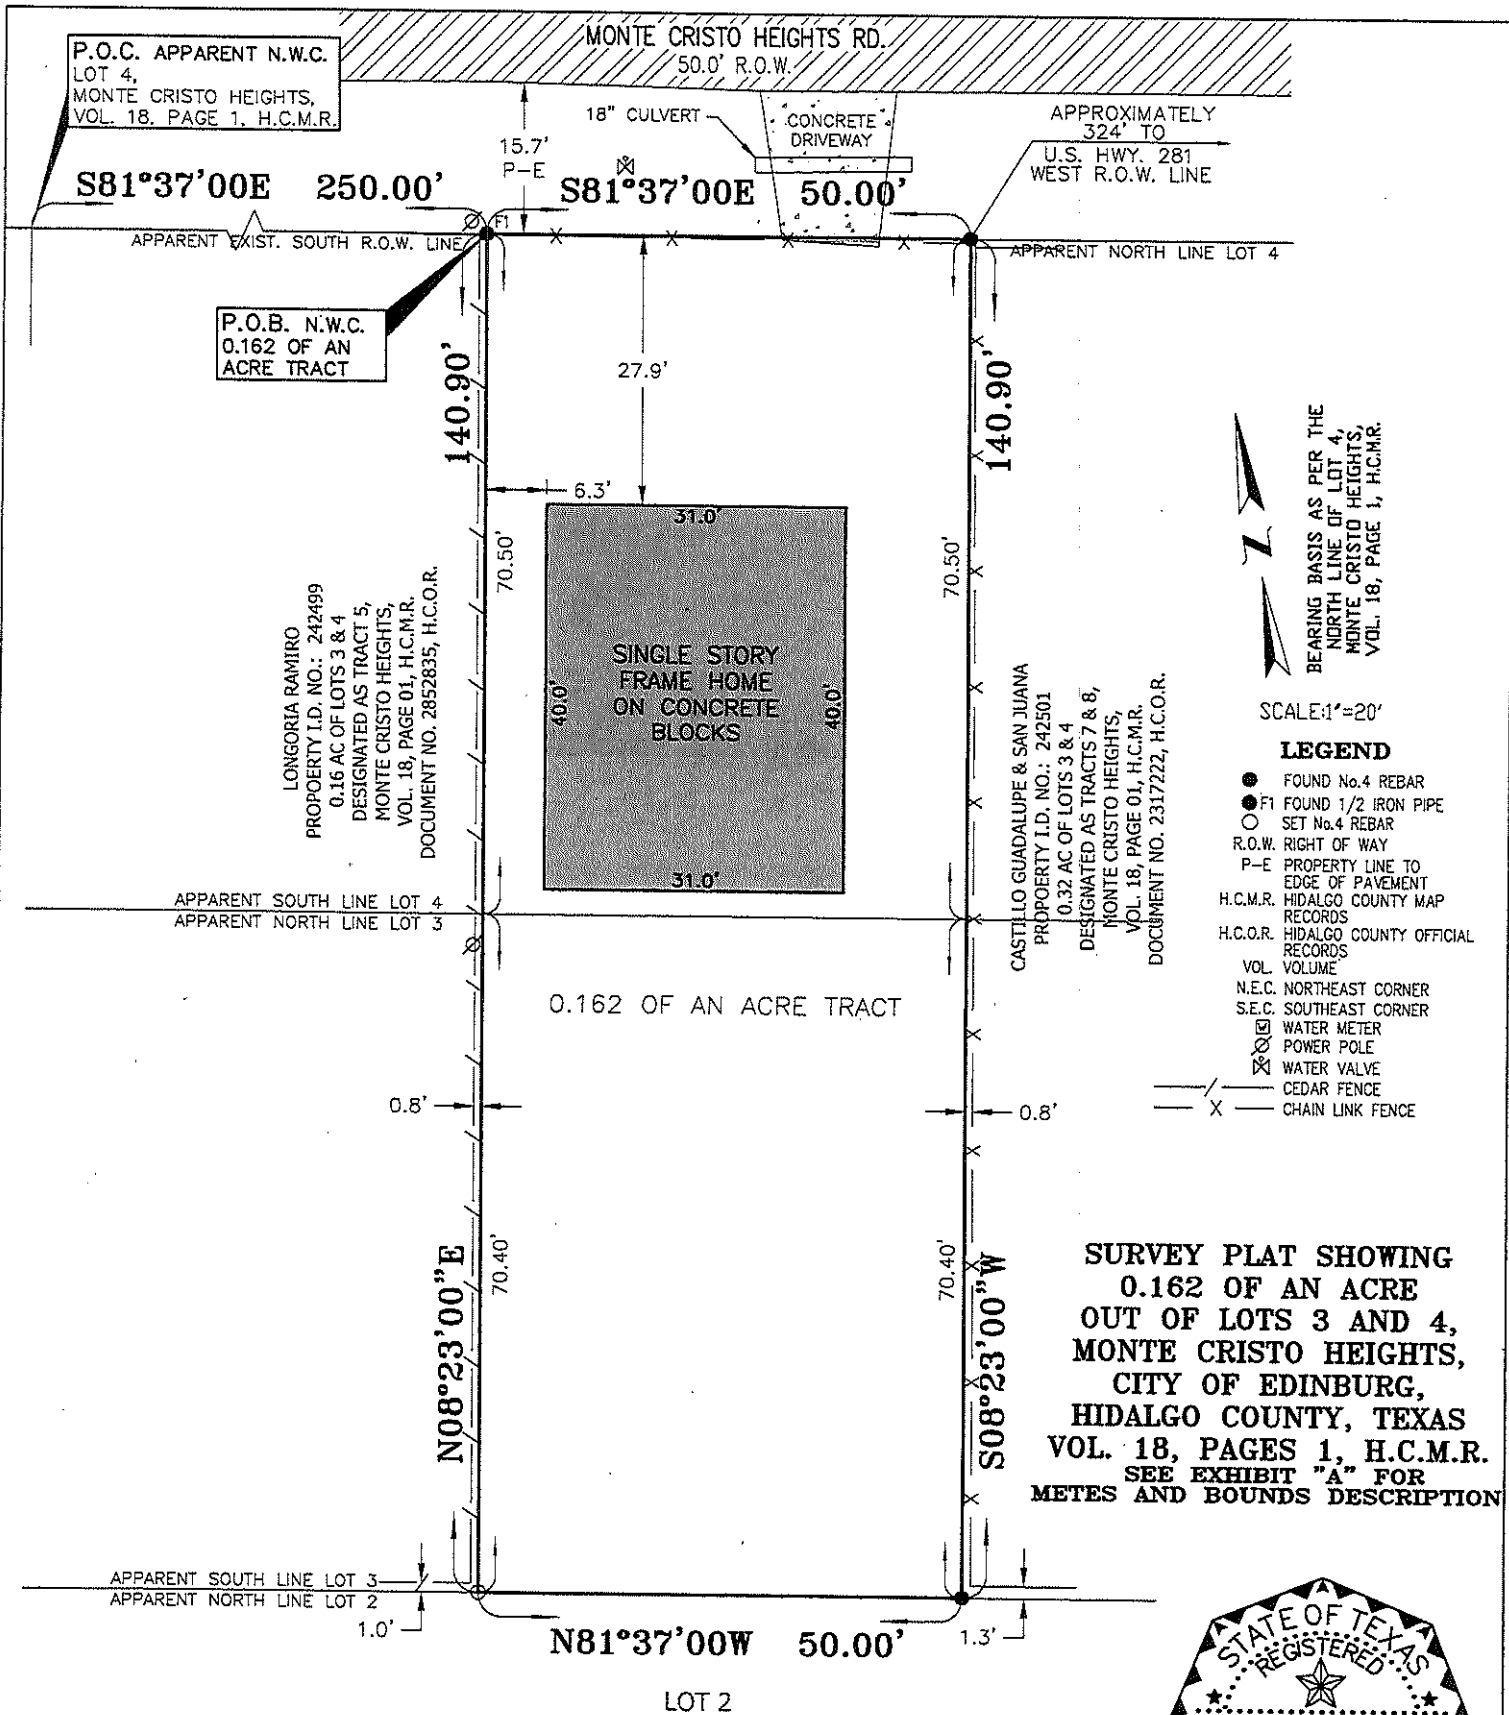 MONTE CRISTO HEIGHTS RD.
50.0' R.O.W.
P.O.C. APPARENT N.W.C.
LOT 4,
MONTE CRISTO HEIGHTS,
VOL. 18. PAGE 1, H.C.M.R.
18" CULVERT
CONCRETE
DRIVEWAY
APPROXIMATELY
324' TO
U.S. HWY. 281
WEST R.O.W. LINE
15.7'
P-E
S81°37'00E 250.00'
S81°37'00E 50.00'
F1
APPARENT EXIST. SOUTH R.O.W. LINE
APPARENT NORTH LINE LOT 4
P.O.B. N.W.C.
0.162 OF AN
ACRE TRACT
27.9'
140.90'
140.90'
6.3'
31.0'
70.50'
70.50'
SINGLE STORY
FRAME HOME
ON CONCRETE
BLOCKS
40.0'
40.0'
31.0'
LONGORIA RAMIRO
PROPOERTY I.D. NO.: 242499
0.16 AC OF LOTS 3 & 4
DESIGNATED AS TRACT 5,
MONTE CRISTO HEIGHTS,
VOL. 18, PAGE 01, H.C.M.R.
DOCUMENT NO. 2852835, H.C.O.R.
CASTILLO GUADALUPE & SAN JUANA
PROPOERTY I.D. NO.: 242501
0.32 AC OF LOTS 3 & 4
DESIGNATED AS TRACTS 7 & 8,
MONTE CRISTO HEIGHTS,
VOL. 18, PAGE 01, H.C.M.R.
DOCUMENT NO. 2317222, H.C.O.R.
N
BEARING BASIS AS PER THE
NORTH LINE OF LOT 4,
MONTE CRISTO HEIGHTS,
VOL. 18, PAGE 1, H.C.M.R.
SCALE:1"=20'
LEGEND
FOUND No.4 REBAR
F1 FOUND 1/2 IRON PIPE
SET No.4 REBAR
R.O.W. RIGHT OF WAY
P-E PROPERTY LINE TO
EDGE OF PAVEMENT
H.C.M.R. HIDALGO COUNTY MAP
RECORDS
H.C.O.R. HIDALGO COUNTY OFFICIAL
RECORDS
VOL. VOLUME
N.E.C. NORTHEAST CORNER
S.E.C. SOUTHEAST CORNER
WATER METER
POWER POLE
WATER VALVE
CEDAR FENCE
X CHAIN LINK FENCE
APPARENT SOUTH LINE LOT 4
APPARENT NORTH LINE LOT 3
0.162 OF AN ACRE TRACT
0.8'
0.8'
N08°23'00"E
70.40'
70.40'
S08°23'00"W
SURVEY PLAT SHOWING
0.162 OF AN ACRE
OUT OF LOTS 3 AND 4,
MONTE CRISTO HEIGHTS,
CITY OF EDINBURG,
HIDALGO COUNTY, TEXAS
VOL. 18, PAGES 1, H.C.M.R.
SEE EXHIBIT "A" FOR
METES AND BOUNDS DESCRIPTION
APPARENT SOUTH LINE LOT 3
APPARENT NORTH LINE LOT 2
1.0'
N81°37'00W 50.00'
1.3'
LOT 2
STATE OF TEXAS
REGISTERED